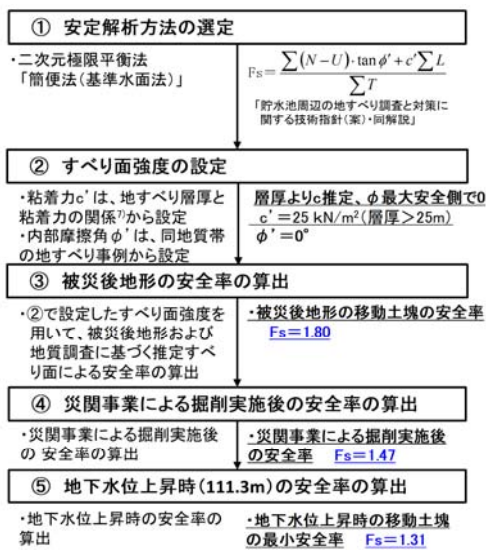 ① 安定解析方法の選定
・二次元極限平衡法
「簡便法(基準水面法)」
Fs= ∑(N−U)·tanφ′+c′∑L / ∑T
「貯水池周辺の地すべり調査と対策に
関する技術指針(案)・同解説」
② すべり面強度の設定
・粘着力c’は、地すべり層厚と
粘着力の関係7)から設定
・内部摩擦角φ’は、同地質帯
の地すべり事例から設定
層厚よりc推定、φ最大安全側で0
c’=25 kN/m²(層厚>25m)
φ’=0°
③ 被災後地形の安全率の算出
・②で設定したすべり面強度を
用いて、被災後地形および
地質調査に基づく推定すべ
り面による安全率の算出
・被災後地形の移動土塊の安全率
Fs=1.80
④ 災関事業による掘削実施後の安全率の算出
・災関事業による掘削実施後
の 安全率の算出
・災関事業による掘削実施後
の安全率 Fs=1.47
⑤ 地下水位上昇時(111.3m)の安全率の算出
・地下水位上昇時の安全率の
算出
・地下水位上昇時の移動土塊
の最小安全率 Fs=1.31